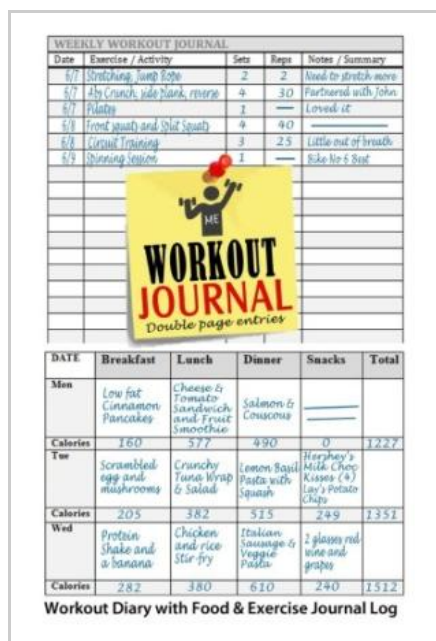 WEEKLY WORKOUT JOURNAL
Date Exercise / Activity Sets Reps Notes / Summary
6/7 Stretching, Jump Rope 2 2 Need to stretch more
6/7 Abs Crunch, side plank, reverse 4 30 Partnered with John
6/7 Pilates 1 — Loved it
6/8 Front squats and Split Squats 4 40
6/8 Circuit Training 3 25 Little out of breath
6/9 Spinning Session 1 — Bike No 6 Best
ME
WORKOUT
JOURNAL
Double page entries
DATE Breakfast Lunch Dinner Snacks Total
Mon
Low fat Cinnamon Pancakes
Cheese & Tomato Sandwich and Fruit Smoothie
Salmon & Couscous
Calories 160 577 490 0 1227
Tue
Scrambled egg and mushrooms
Crunchy Tuna Wrap & Salad
Lemon Basil Pasta with Squash
Hershey's Milk Choc Kisses (4) Lay's Potato Chips
Calories 205 382 515 249 1351
Wed
Protein Shake and a banana
Chicken and rice Stir-fry
Italian Sausage & Veggie Pasta
2 glasses red wine and grapes
Calories 282 380 610 240 1512
Workout Diary with Food & Exercise Journal Log